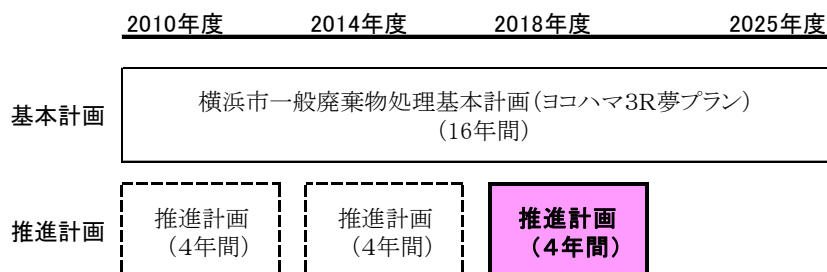 2010年度 2014年度 2018年度 2025年度
基本計画
横浜市一般廃棄物処理基本計画(ヨコハマ3R夢プラン)
(16年間)
推進計画
推進計画
(4年間)
推進計画
(4年間)
推進計画
(4年間)